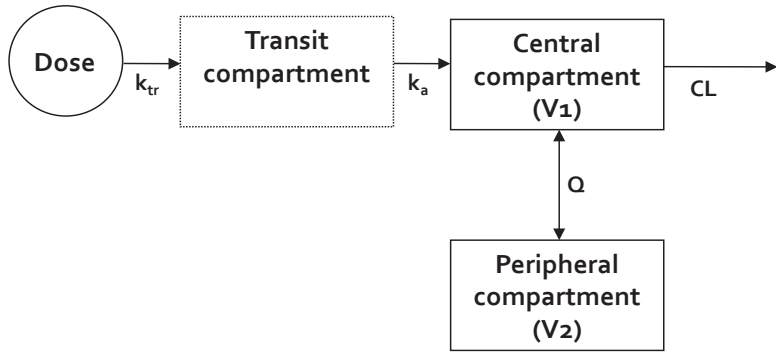 Dose
k_tr
Transit
compartment
k_a
Central
compartment
(V1)
CL
Q
Peripheral
compartment
(V2)